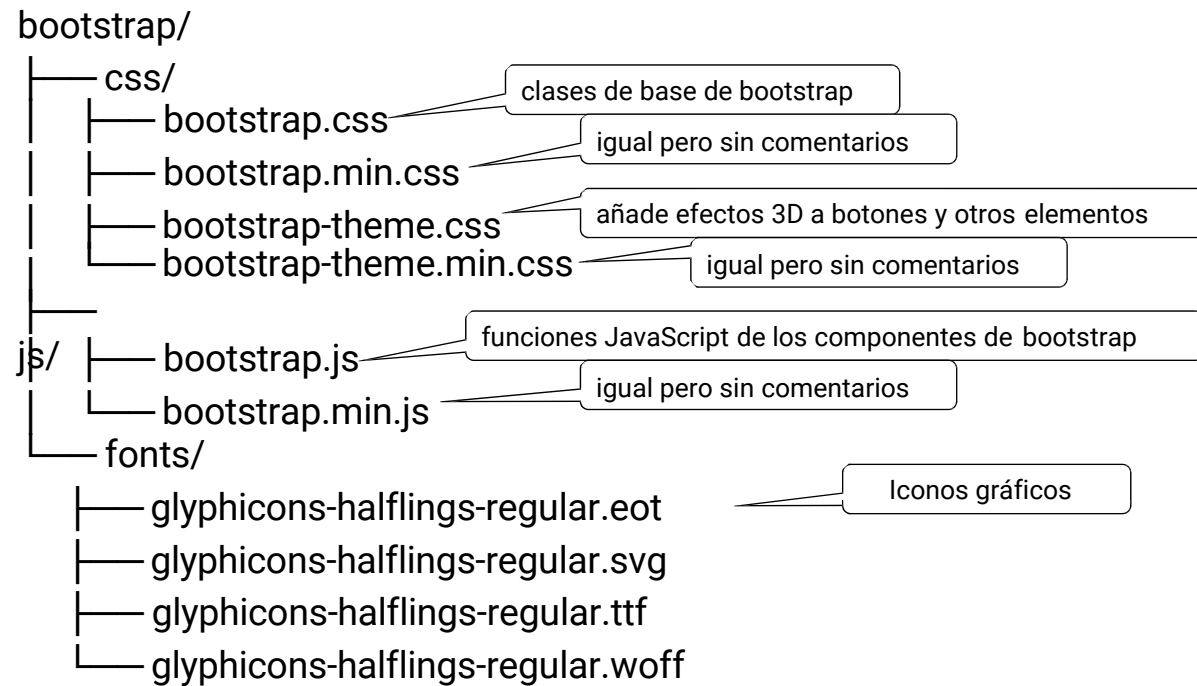 bootstrap/
css/
clases de base de bootstrap
bootstrap.css
igual pero sin comentarios
bootstrap.min.css
añade efectos 3D a botones y otros elementos
bootstrap-theme.css
bootstrap-theme.min.css
igual pero sin comentarios
funciones JavaScript de los componentes de bootstrap
js/
bootstrap.js
igual pero sin comentarios
bootstrap.min.js
fonts/
Iconos gráficos
glyphicons-halflings-regular.eot
glyphicons-halflings-regular.svg
glyphicons-halflings-regular.ttf
glyphicons-halflings-regular.woff